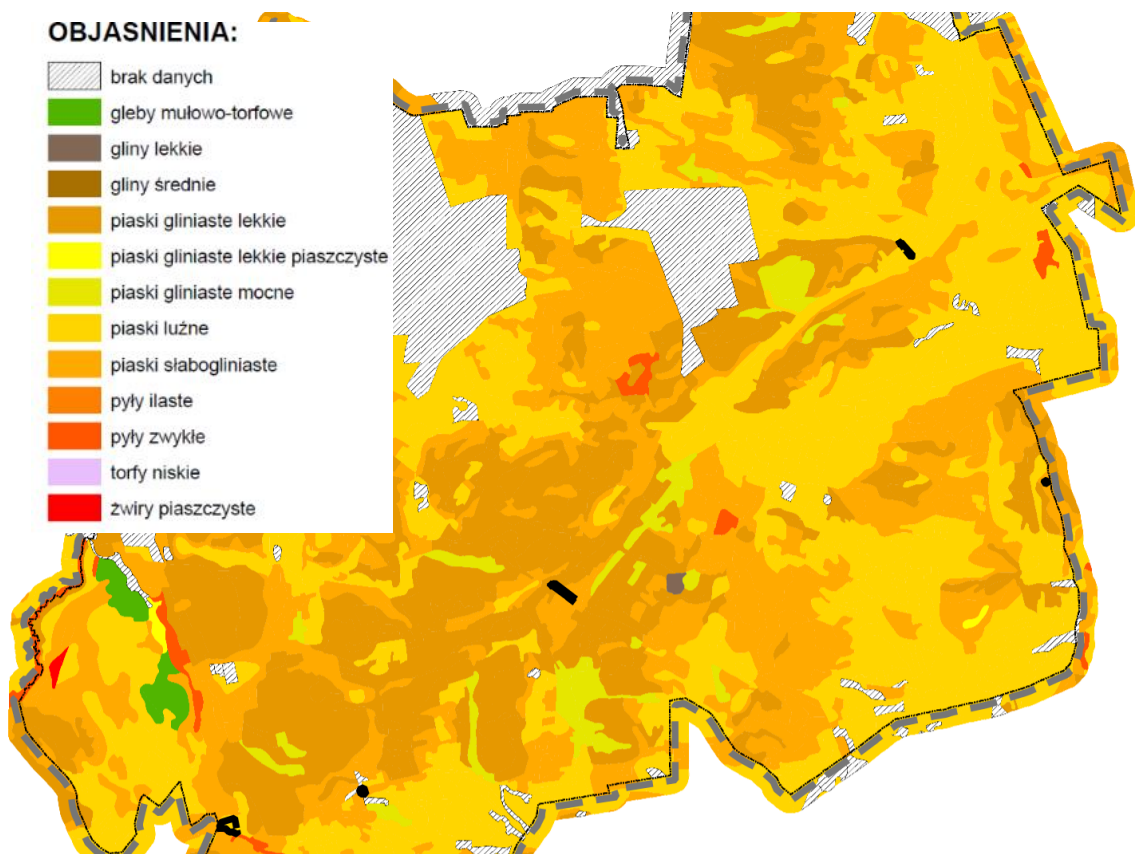 OBJASNIENIA:
brak danych
gleby mułowo-torfowe
gliny lekkie
gliny średnie
piaski gliniaste lekkie
piaski gliniaste lekkie piaszczyste
piaski gliniaste mocne
piaski luźne
piaski słabogliniaste
pyły ilaste
pyły zwykłe
torfy niskie
żwiry piaszczyste